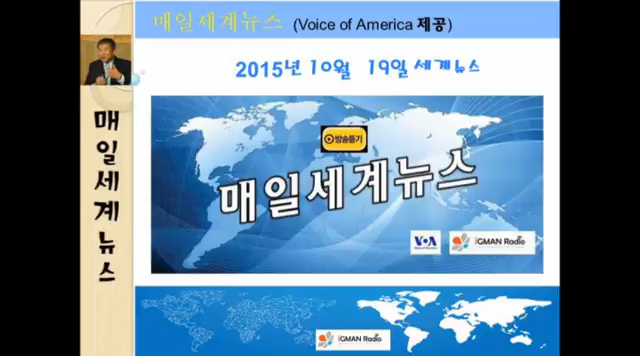 매일세계뉴스 (Voice of America 제공)
2015년 10월 19일 세계뉴스
매일세계뉴스
방송듣기
매일세계뉴스
VOA
iGMAN Radio
iGMAN Radio